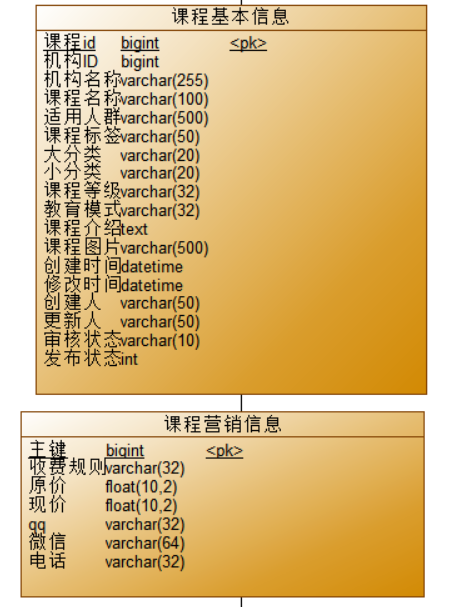 课程基本信息
课程id bigint <pk>
机构ID bigint
机构名称 varchar(255)
课程名称 varchar(100)
适用人群 varchar(500)
课程标签 varchar(50)
大分类 varchar(20)
小分类 varchar(20)
课程等级 varchar(32)
教育模式 varchar(32)
课程介绍 text
课程图片 varchar(500)
创建时间 datetime
修改时间 datetime
创建人 varchar(50)
更新人 varchar(50)
审核状态 varchar(10)
发布状态 int
课程营销信息
主键 bigint <pk>
收费规则 varchar(32)
原价 float(10,2)
现价 float(10,2)
qq varchar(32)
微信 varchar(64)
电话 varchar(32)